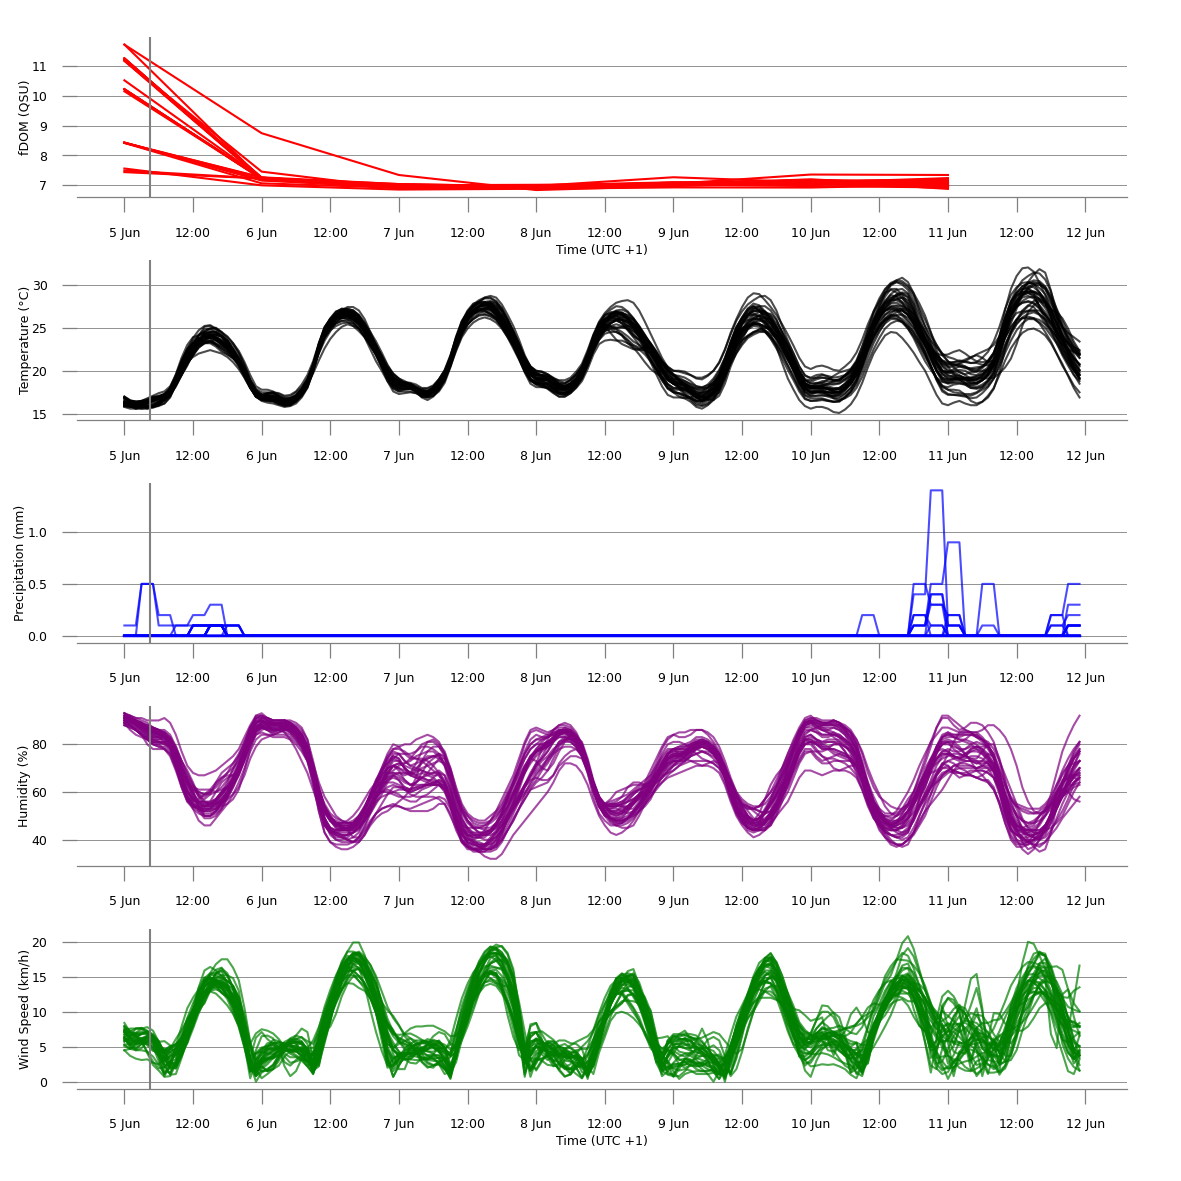 fDOM (QSU)
11
10
9
8
7
5 Jun 12:00 6 Jun 12:00 7 Jun 12:00 8 Jun 12:00 9 Jun 12:00 10 Jun 12:00 11 Jun 12:00 12 Jun
Time (UTC +1)
Temperature (°C)
30
25
20
15
5 Jun 12:00 6 Jun 12:00 7 Jun 12:00 8 Jun 12:00 9 Jun 12:00 10 Jun 12:00 11 Jun 12:00 12 Jun
Precipitation (mm)
1.0
0.5
0.0
5 Jun 12:00 6 Jun 12:00 7 Jun 12:00 8 Jun 12:00 9 Jun 12:00 10 Jun 12:00 11 Jun 12:00 12 Jun
Humidity (%)
80
60
40
5 Jun 12:00 6 Jun 12:00 7 Jun 12:00 8 Jun 12:00 9 Jun 12:00 10 Jun 12:00 11 Jun 12:00 12 Jun
Wind Speed (km/h)
20
15
10
5
0
5 Jun 12:00 6 Jun 12:00 7 Jun 12:00 8 Jun 12:00 9 Jun 12:00 10 Jun 12:00 11 Jun 12:00 12 Jun
Time (UTC +1)